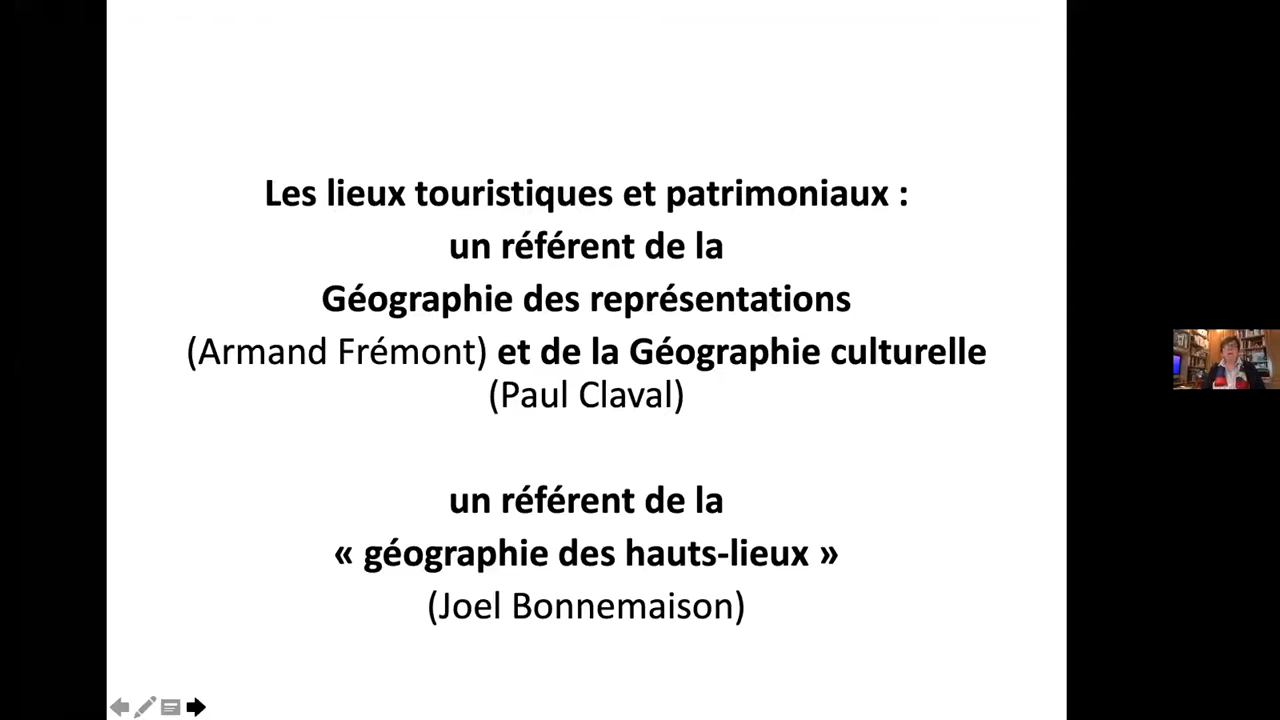 Les lieux touristiques et patrimoniaux :
un référent de la
Géographie des représentations
(Armand Frémont) et de la Géographie culturelle
(Paul Claval)
un référent de la
« géographie des hauts-lieux »
(Joel Bonnemaison)